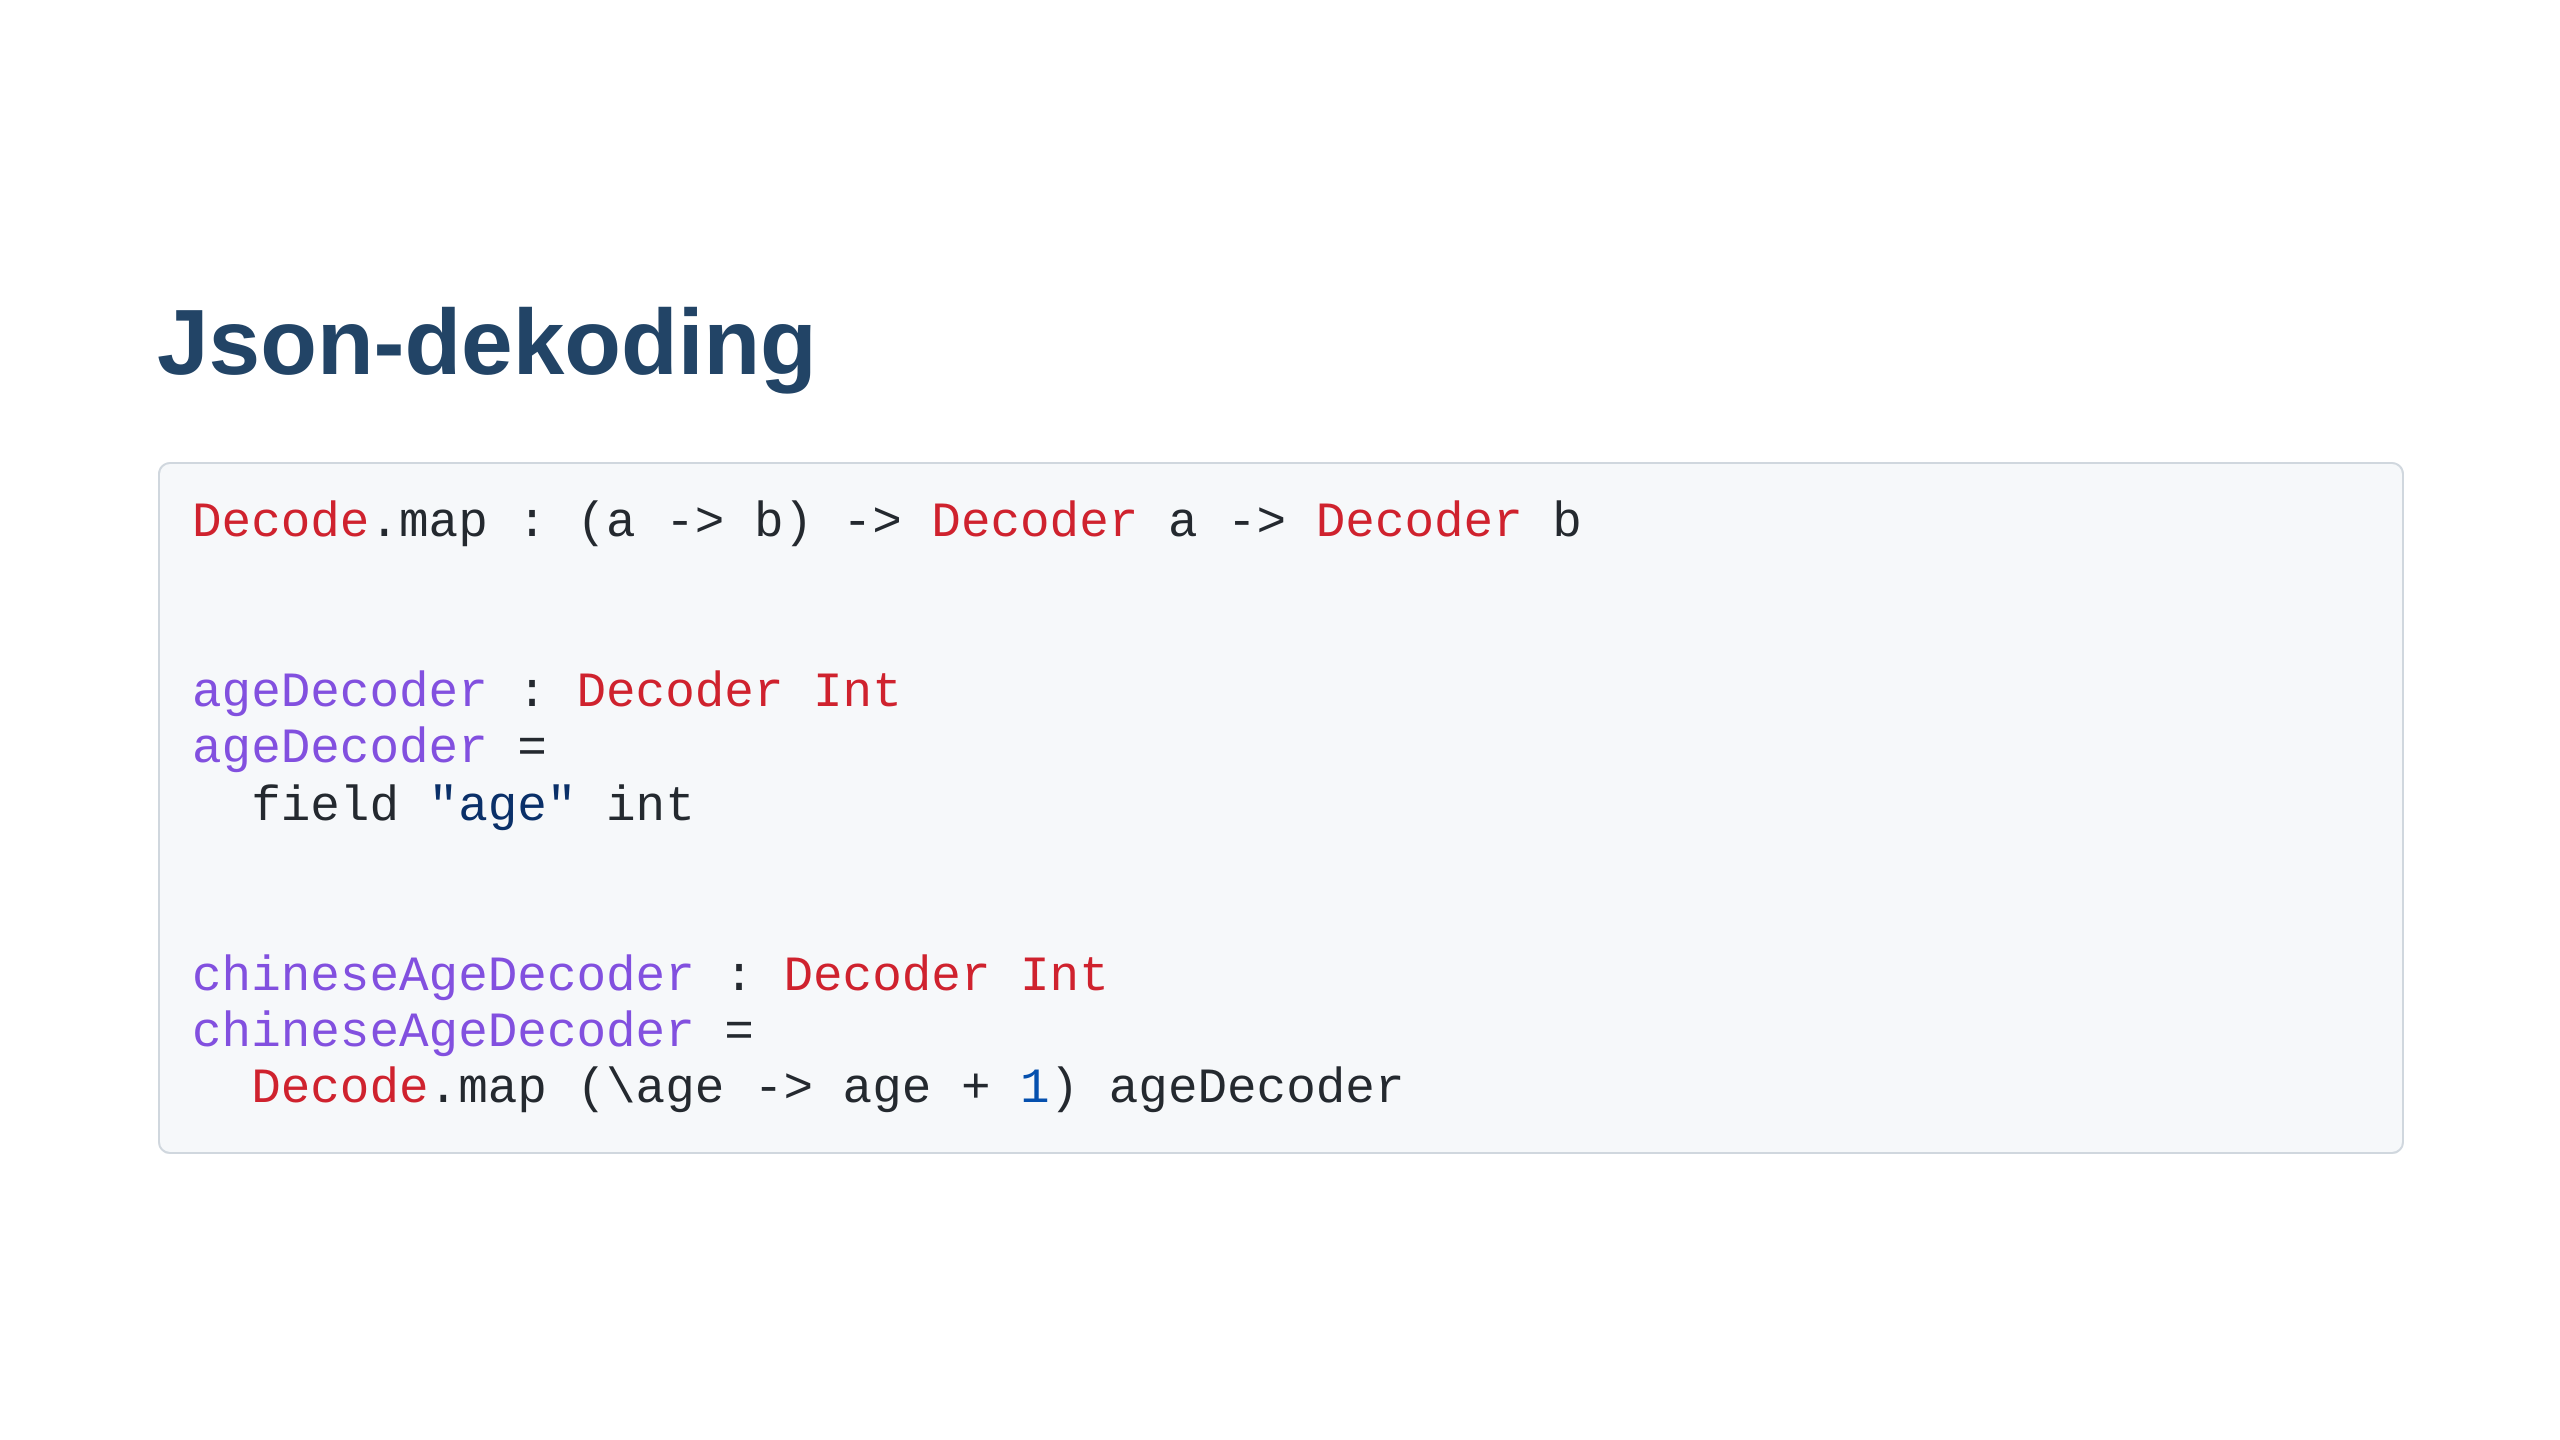 Json-dekoding
Decode.map : (a -> b) -> Decoder a -> Decoder b
ageDecoder : Decoder Int
ageDecoder =
  field "age" int
chineseAgeDecoder : Decoder Int
chineseAgeDecoder =
  Decode.map (\age -> age + 1) ageDecoder